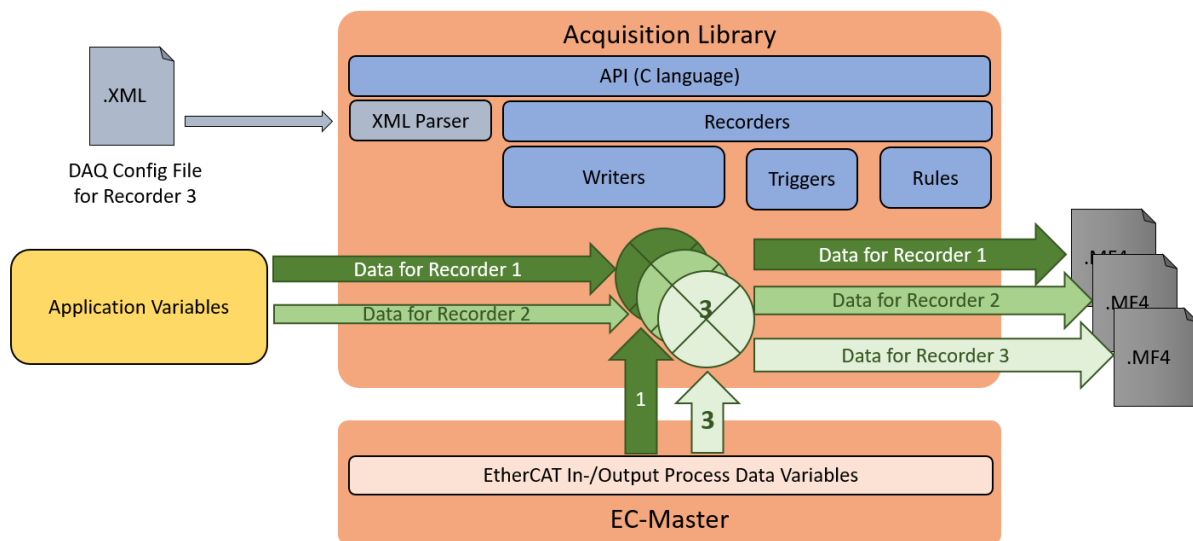 Acquisition Library
API (C language)
.XML
XML Parser
Recorders
DAQ Config File
for Recorder 3
Writers
Triggers
Rules
Application Variables
Data for Recorder 1
Data for Recorder 2
3
Data for Recorder 1
Data for Recorder 2
Data for Recorder 3
.MF4
.MF4
.MF4
1
3
EtherCAT In-/Output Process Data Variables
EC-Master